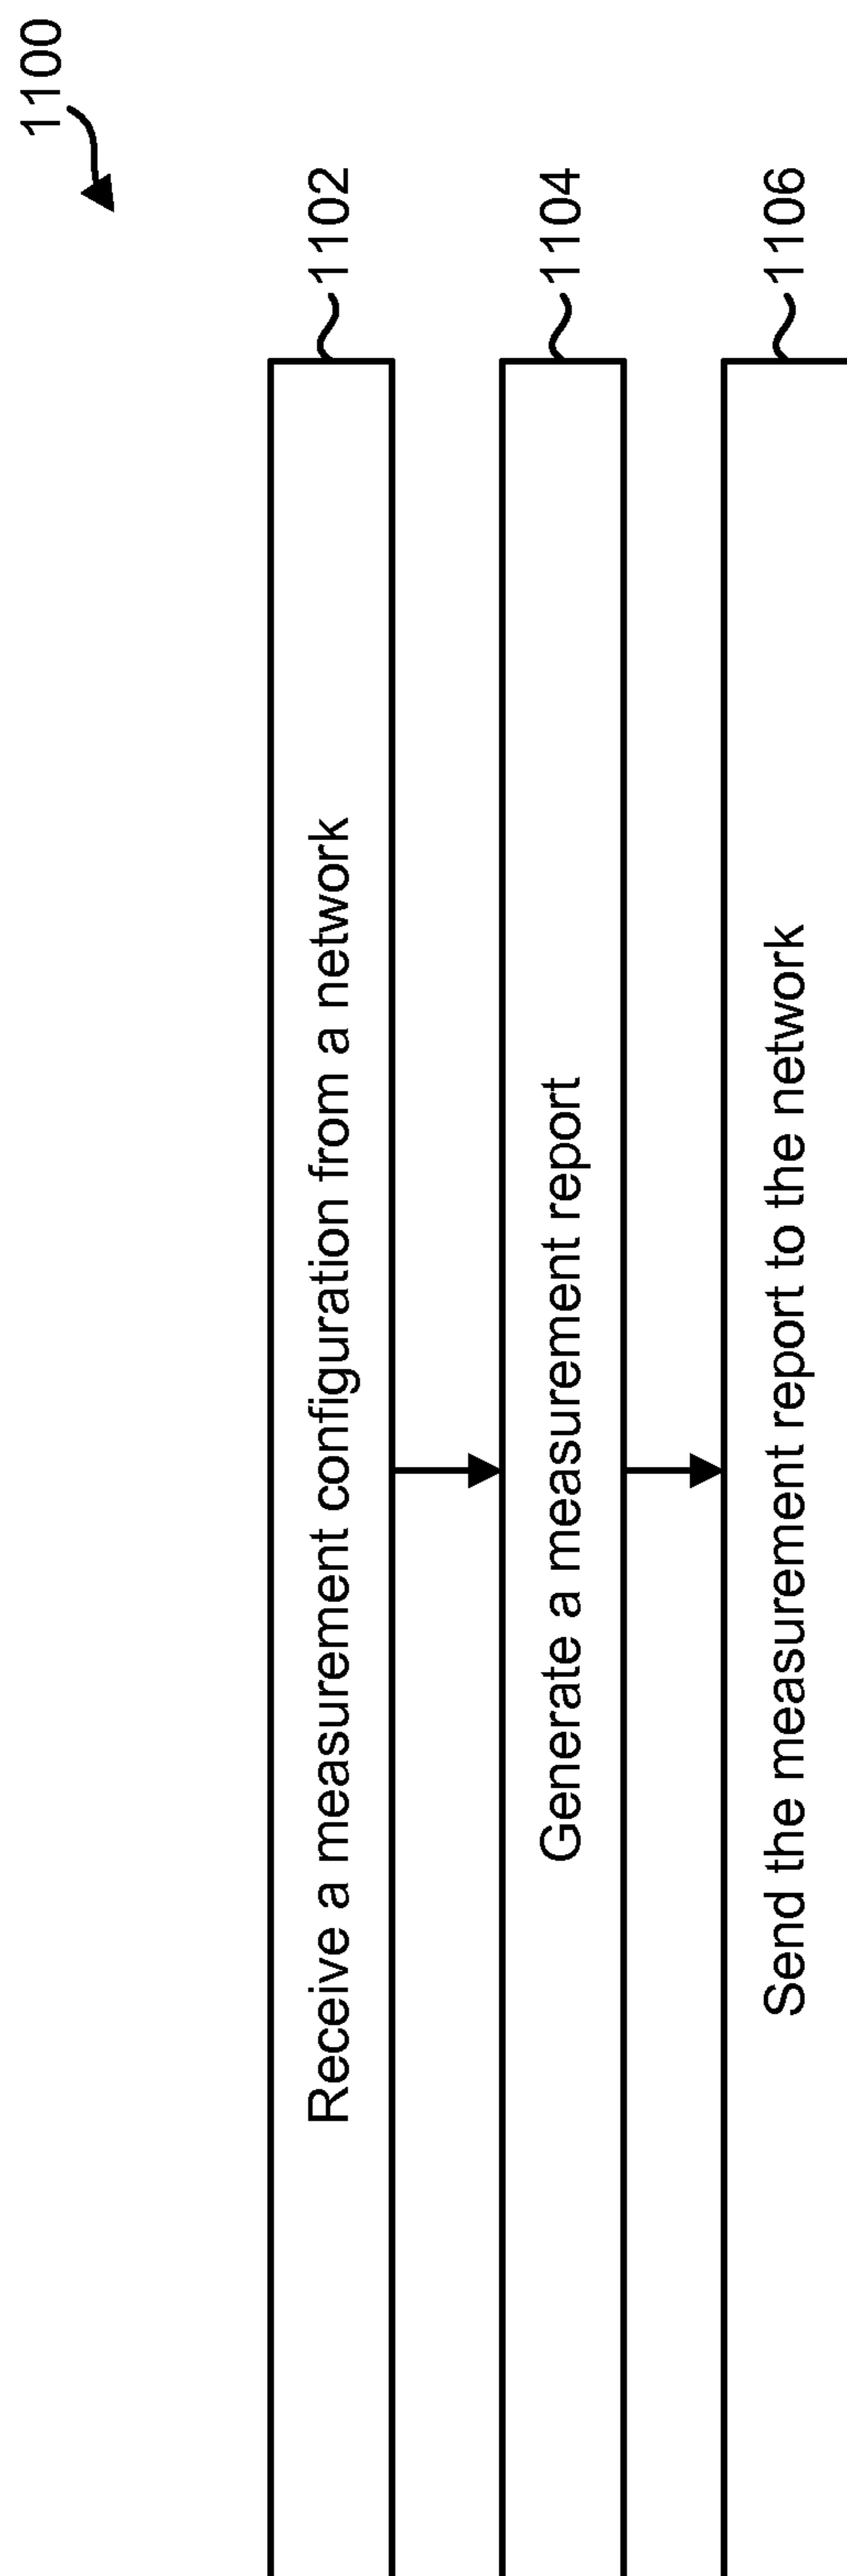 1100
Receive a measurement configuration from a network
1102
Generate a measurement report
1104
Send the measurement report to the network
1106